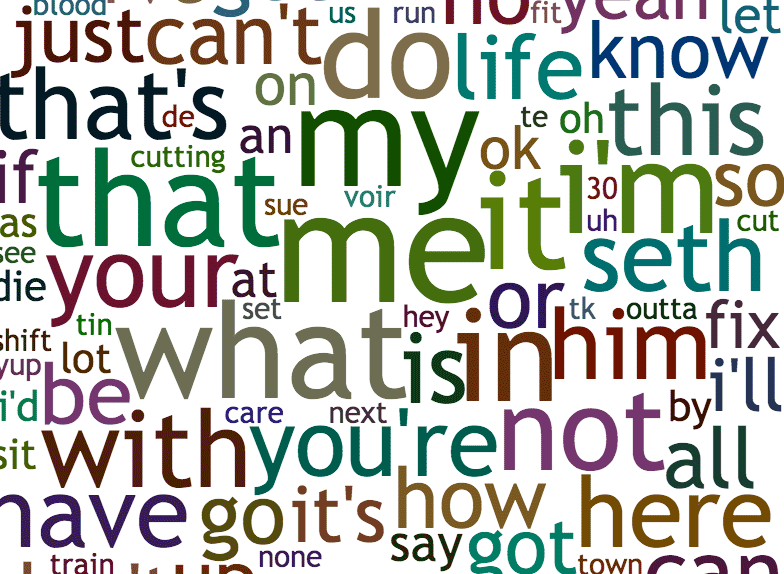 blood us run no fit yeah let
just can't do life know
that's de on an my te oh this
if cutting that sue voir ok it i'm 30 so
as see me uh seth cut
die your at set or tk outta fix
shift tin what hey is in him
yup lot i'd be i'll
sit with care next you're not by all
have go it's how say got here
train up none town can